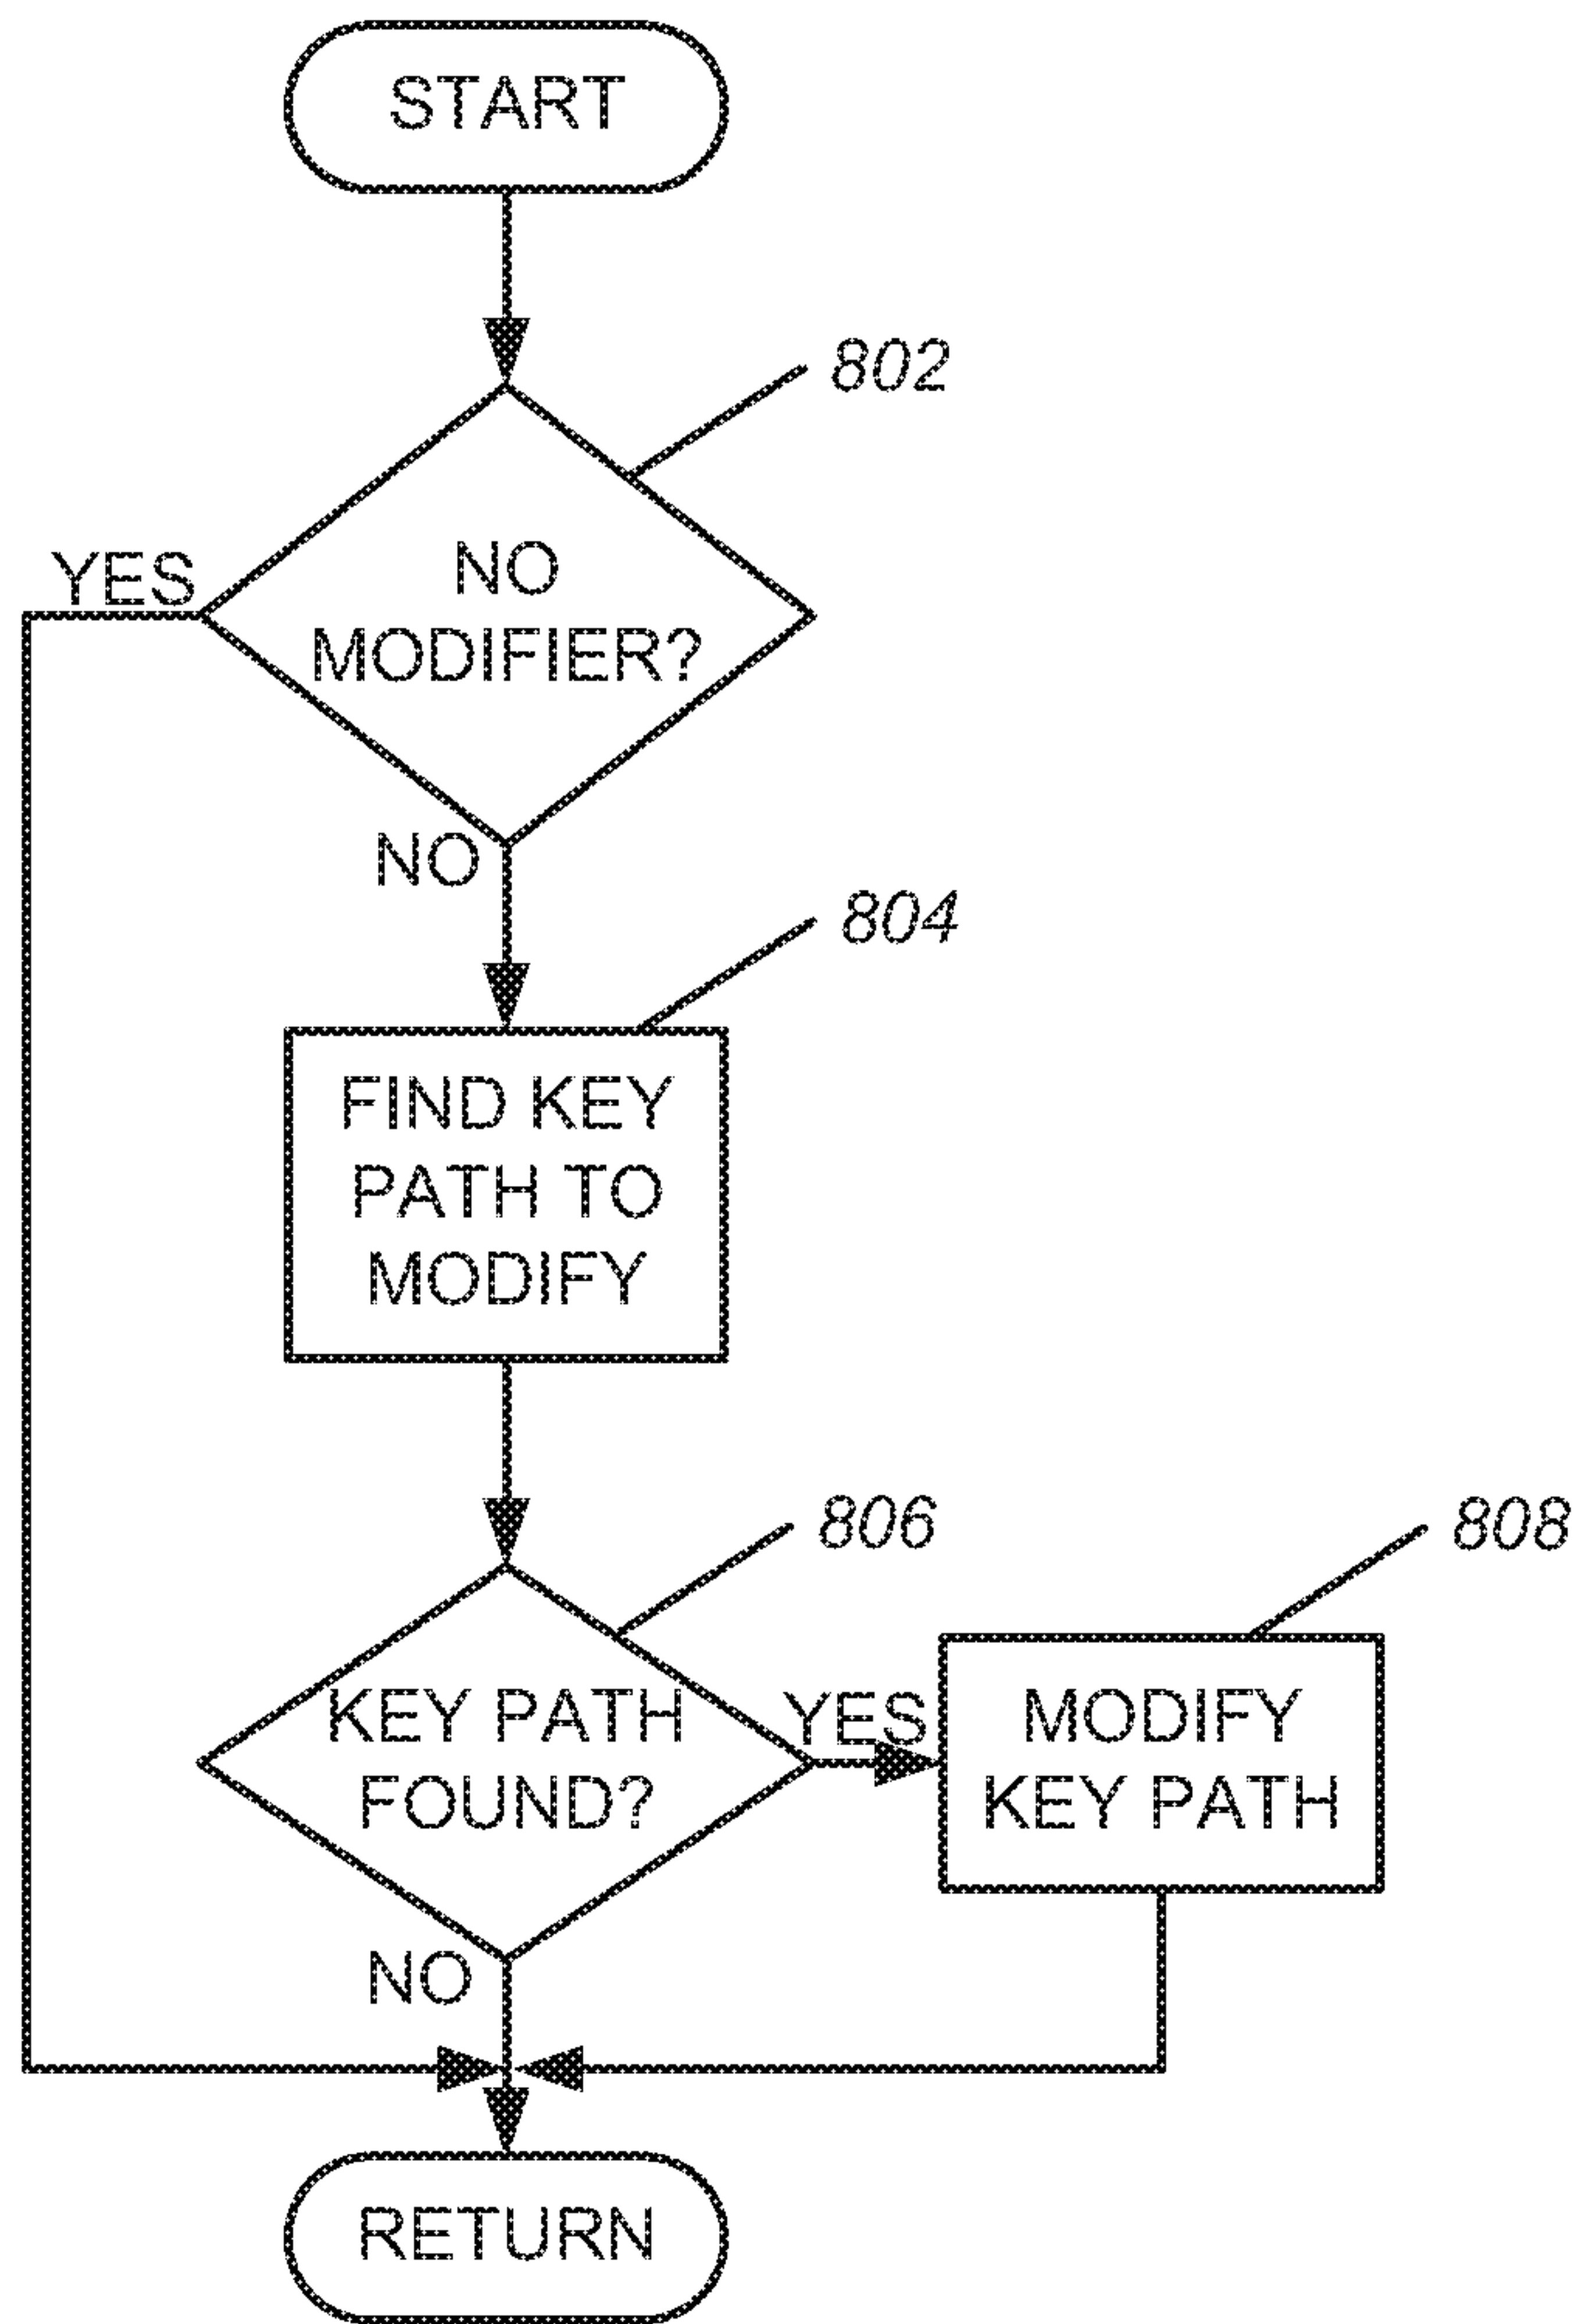 START
802
NO
MODIFIER?
YES
NO
804
FIND KEY
PATH TO
MODIFY
806
KEY PATH
FOUND?
YES
808
MODIFY
KEY PATH
NO
RETURN